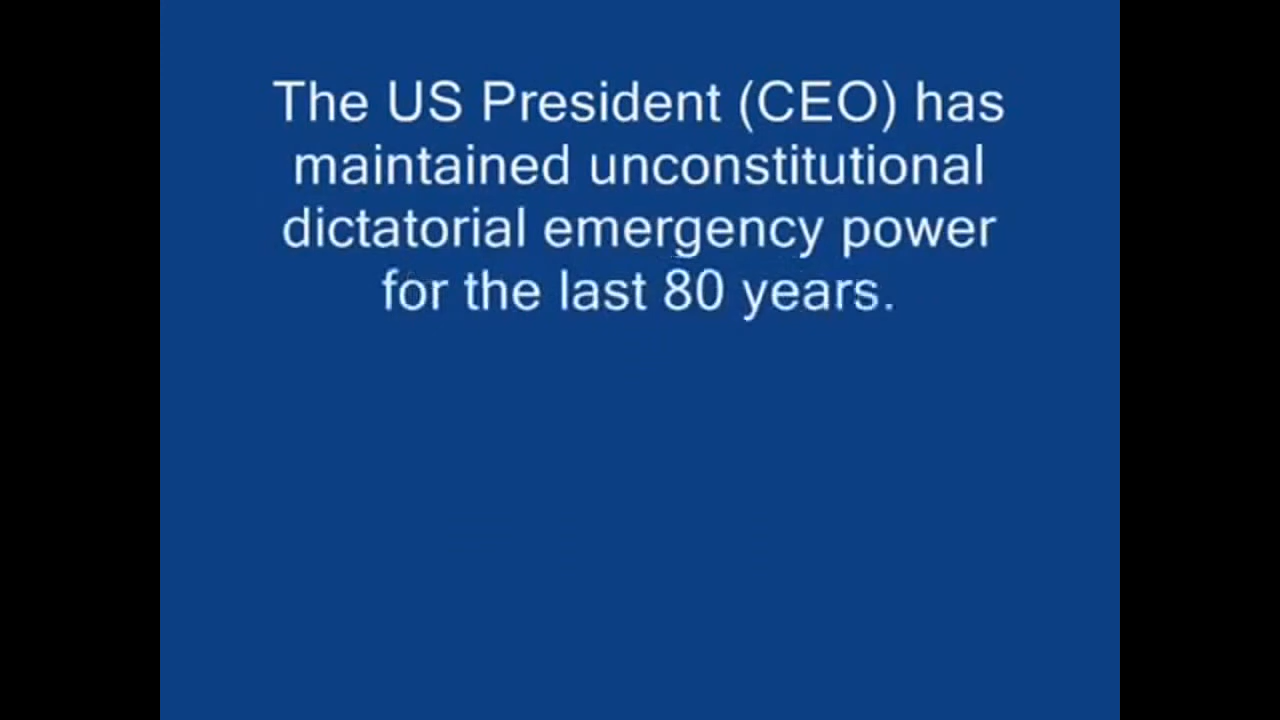 The US President (CEO) has
maintained unconstitutional
dictatorial emergency power
for the last 80 years.